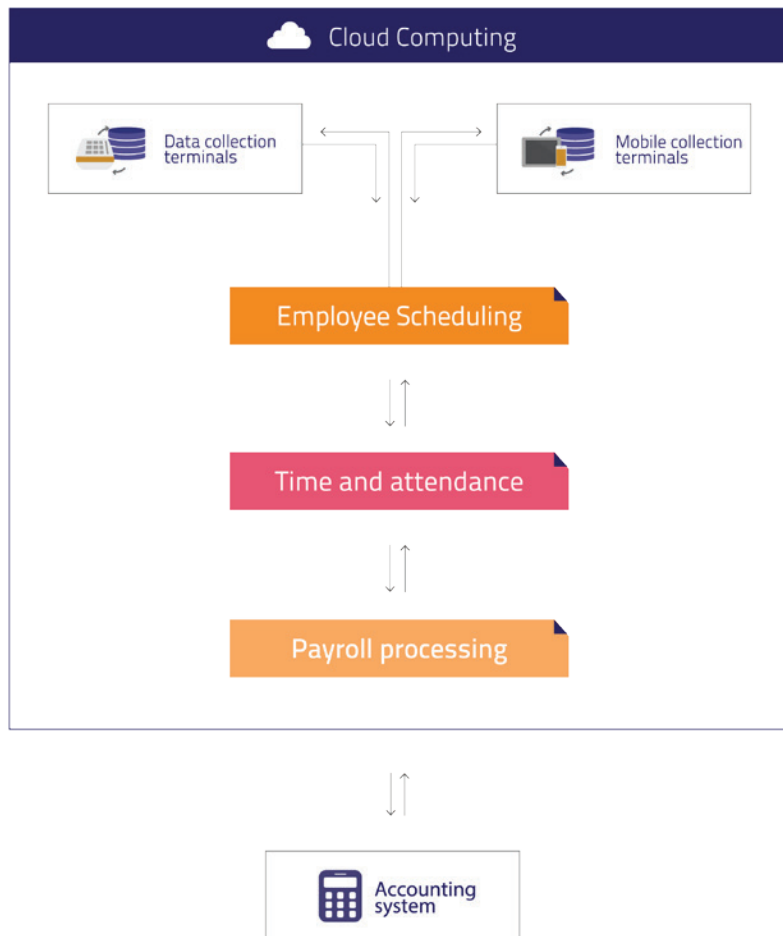 Cloud Computing
Data collection
terminals
Mobile collection
terminals
Employee Scheduling
Time and attendance
Payroll processing
Accounting
system